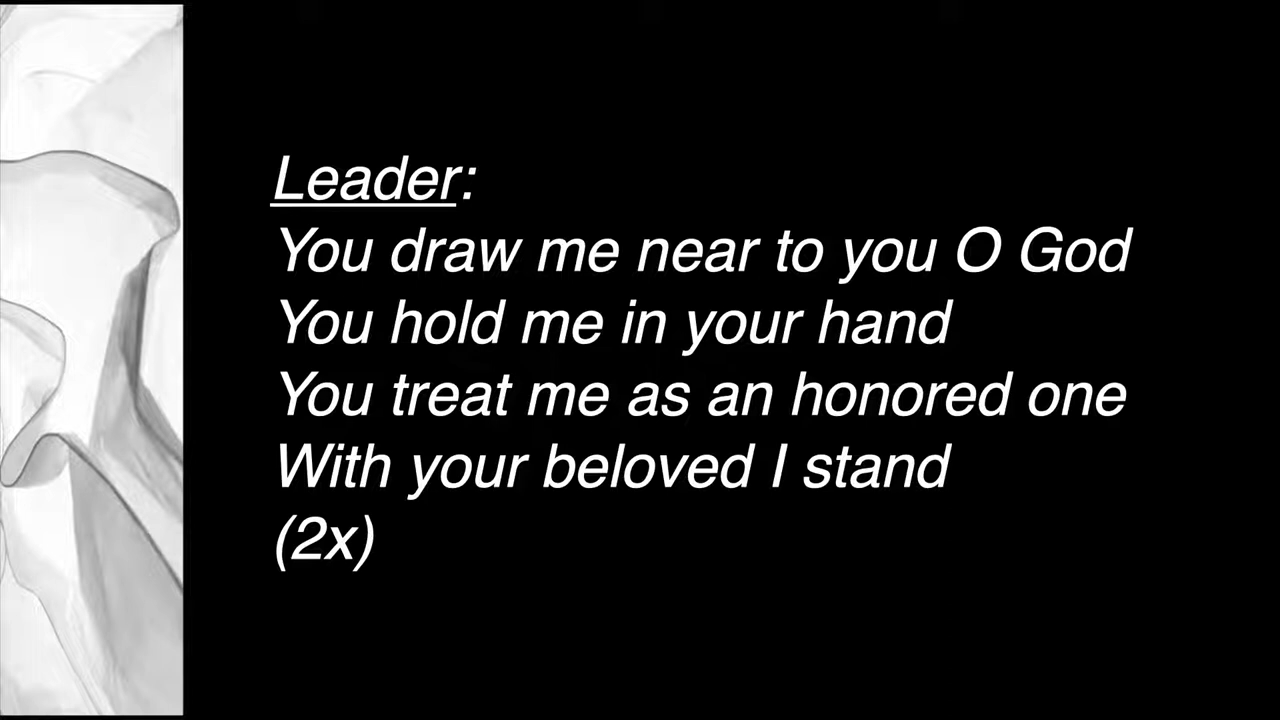 Leader:
You draw me near to you O God
You hold me in your hand
You treat me as an honored one
With your beloved I stand
(2x)